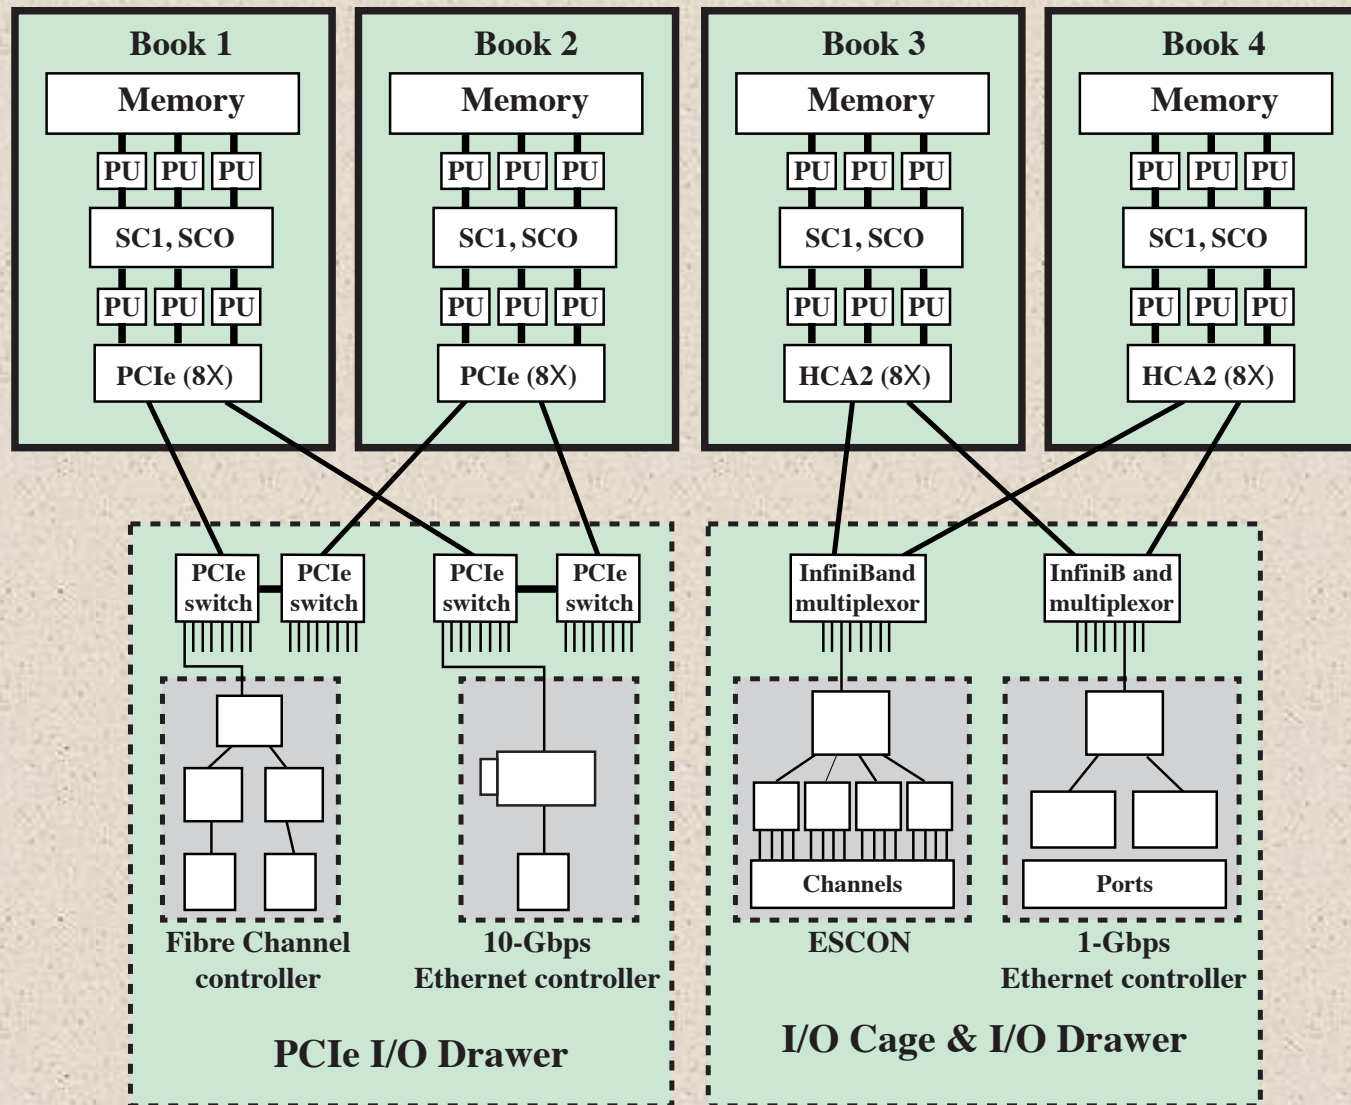 Book 1
Book 2
Book 3
Book 4
Memory
Memory
Memory
Memory
PU PU PU
PU PU PU
PU PU PU
PU PU PU
SC1, SCO
SC1, SCO
SC1, SCO
SC1, SCO
PU PU PU
PU PU PU
PU PU PU
PU PU PU
PCIe (8X)
PCIe (8X)
HCA2 (8X)
HCA2 (8X)
PCIe
switch
PCIe
switch
PCIe
switch
PCIe
switch
InfiniBand
multiplexor
InfiniB and
multiplexor
Channels
Ports
Fibre Channel
controller
10-Gbps
Ethernet controller
ESCON
1-Gbps
Ethernet controller
PCIe I/O Drawer
I/O Cage & I/O Drawer